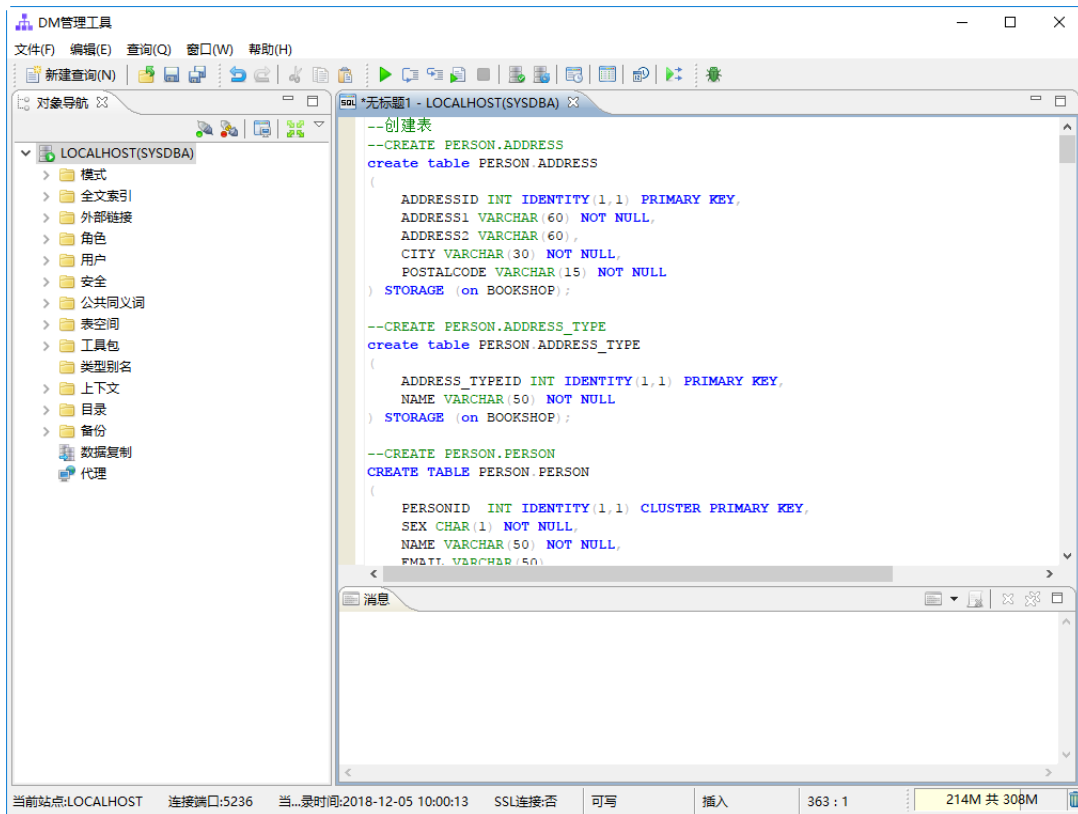 DM管理工具
文件(F) 编辑(E) 查询(Q) 窗口(W) 帮助(H)
新建查询(N)
对象导航
LOCALHOST(SYSDBA)
模式
全文索引
外部链接
角色
用户
安全
公共同义词
表空间
工具包
类型别名
上下文
目录
备份
数据复制
代理
SQL *无标题1 - LOCALHOST(SYSDBA)
--创建表
--CREATE PERSON.ADDRESS
create table PERSON.ADDRESS
(
ADDRESSID INT IDENTITY(1,1) PRIMARY KEY,
ADDRESS1 VARCHAR(60) NOT NULL,
ADDRESS2 VARCHAR(60),
CITY VARCHAR(30) NOT NULL,
POSTALCODE VARCHAR(15) NOT NULL
) STORAGE (on BOOKSHOP);
--CREATE PERSON.ADDRESS_TYPE
create table PERSON.ADDRESS_TYPE
(
ADDRESS_TYPEID INT IDENTITY(1,1) PRIMARY KEY,
NAME VARCHAR(50) NOT NULL
) STORAGE (on BOOKSHOP);
--CREATE PERSON.PERSON
CREATE TABLE PERSON.PERSON
(
PERSONID INT IDENTITY(1,1) CLUSTER PRIMARY KEY,
SEX CHAR(1) NOT NULL,
NAME VARCHAR(50) NOT NULL,
EMAIL VARCHAR(50)
消息
当前站点:LOCALHOST 连接端口:5236 当...录时间:2018-12-05 10:00:13 SSL连接:否 可写 插入 363 : 1 214M 共 308M